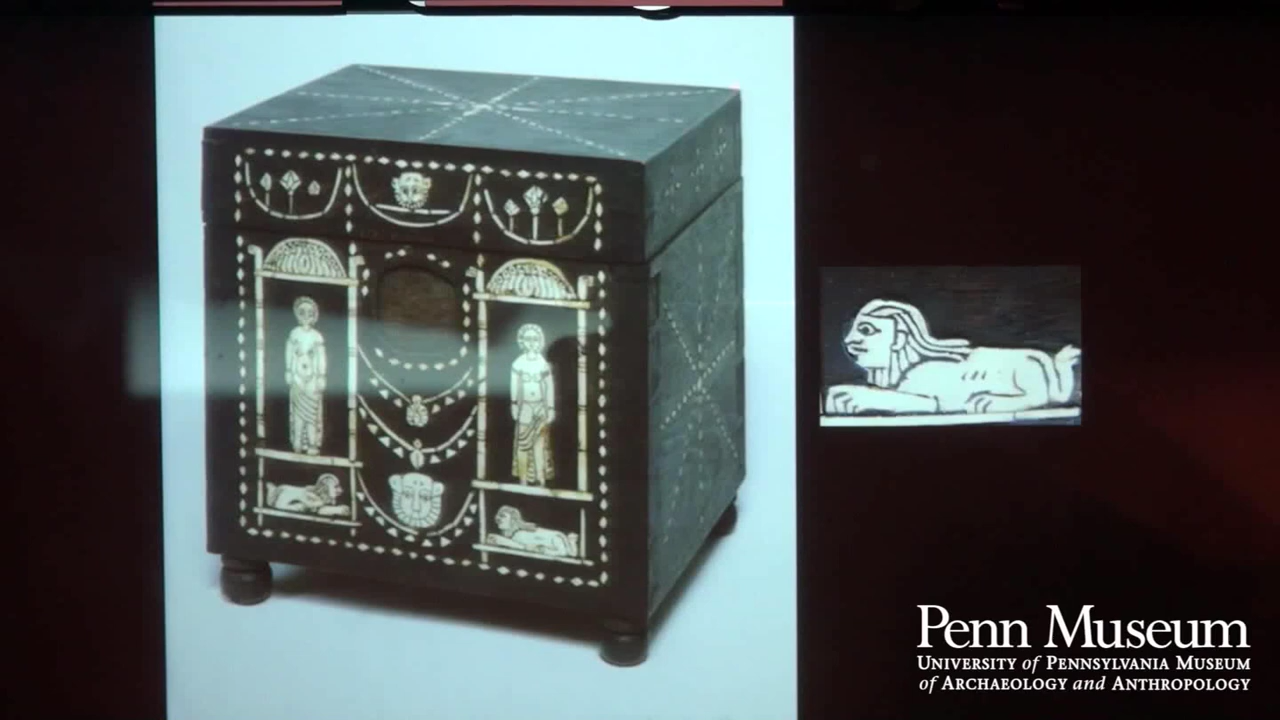 Penn Museum
UNIVERSITY of PENNSYLVANIA MUSEUM
of ARCHAEOLOGY and ANTHROPOLOGY